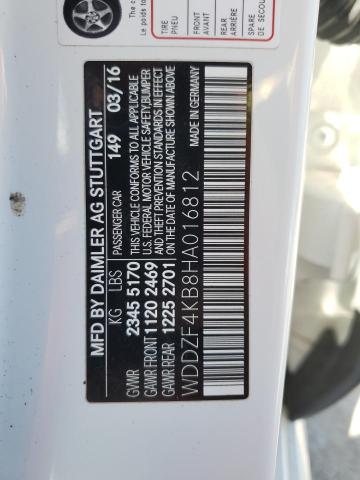 Le poids
TIRE
PNEU
FRONT
AVANT
REAR
ARRIÈRE
SPARE
DE SECOU
MFD BY DAIMLER AG STUTTGART
KG LBS PASSENGER CAR 149 03/16
GVWR 2345 5170
GAWR FRONT 1120 2469
GAWR REAR 1225 2701
THIS VEHICLE CONFORMS TO ALL APPLICABLE
U.S. FEDERAL MOTOR VEHICLE SAFETY, BUMPER
AND THEFT PREVENTION STANDARDS IN EFFECT
ON THE DATE OF MANUFACTURE SHOWN ABOVE
WDDZF4KB8HA016812
MADE IN GERMANY